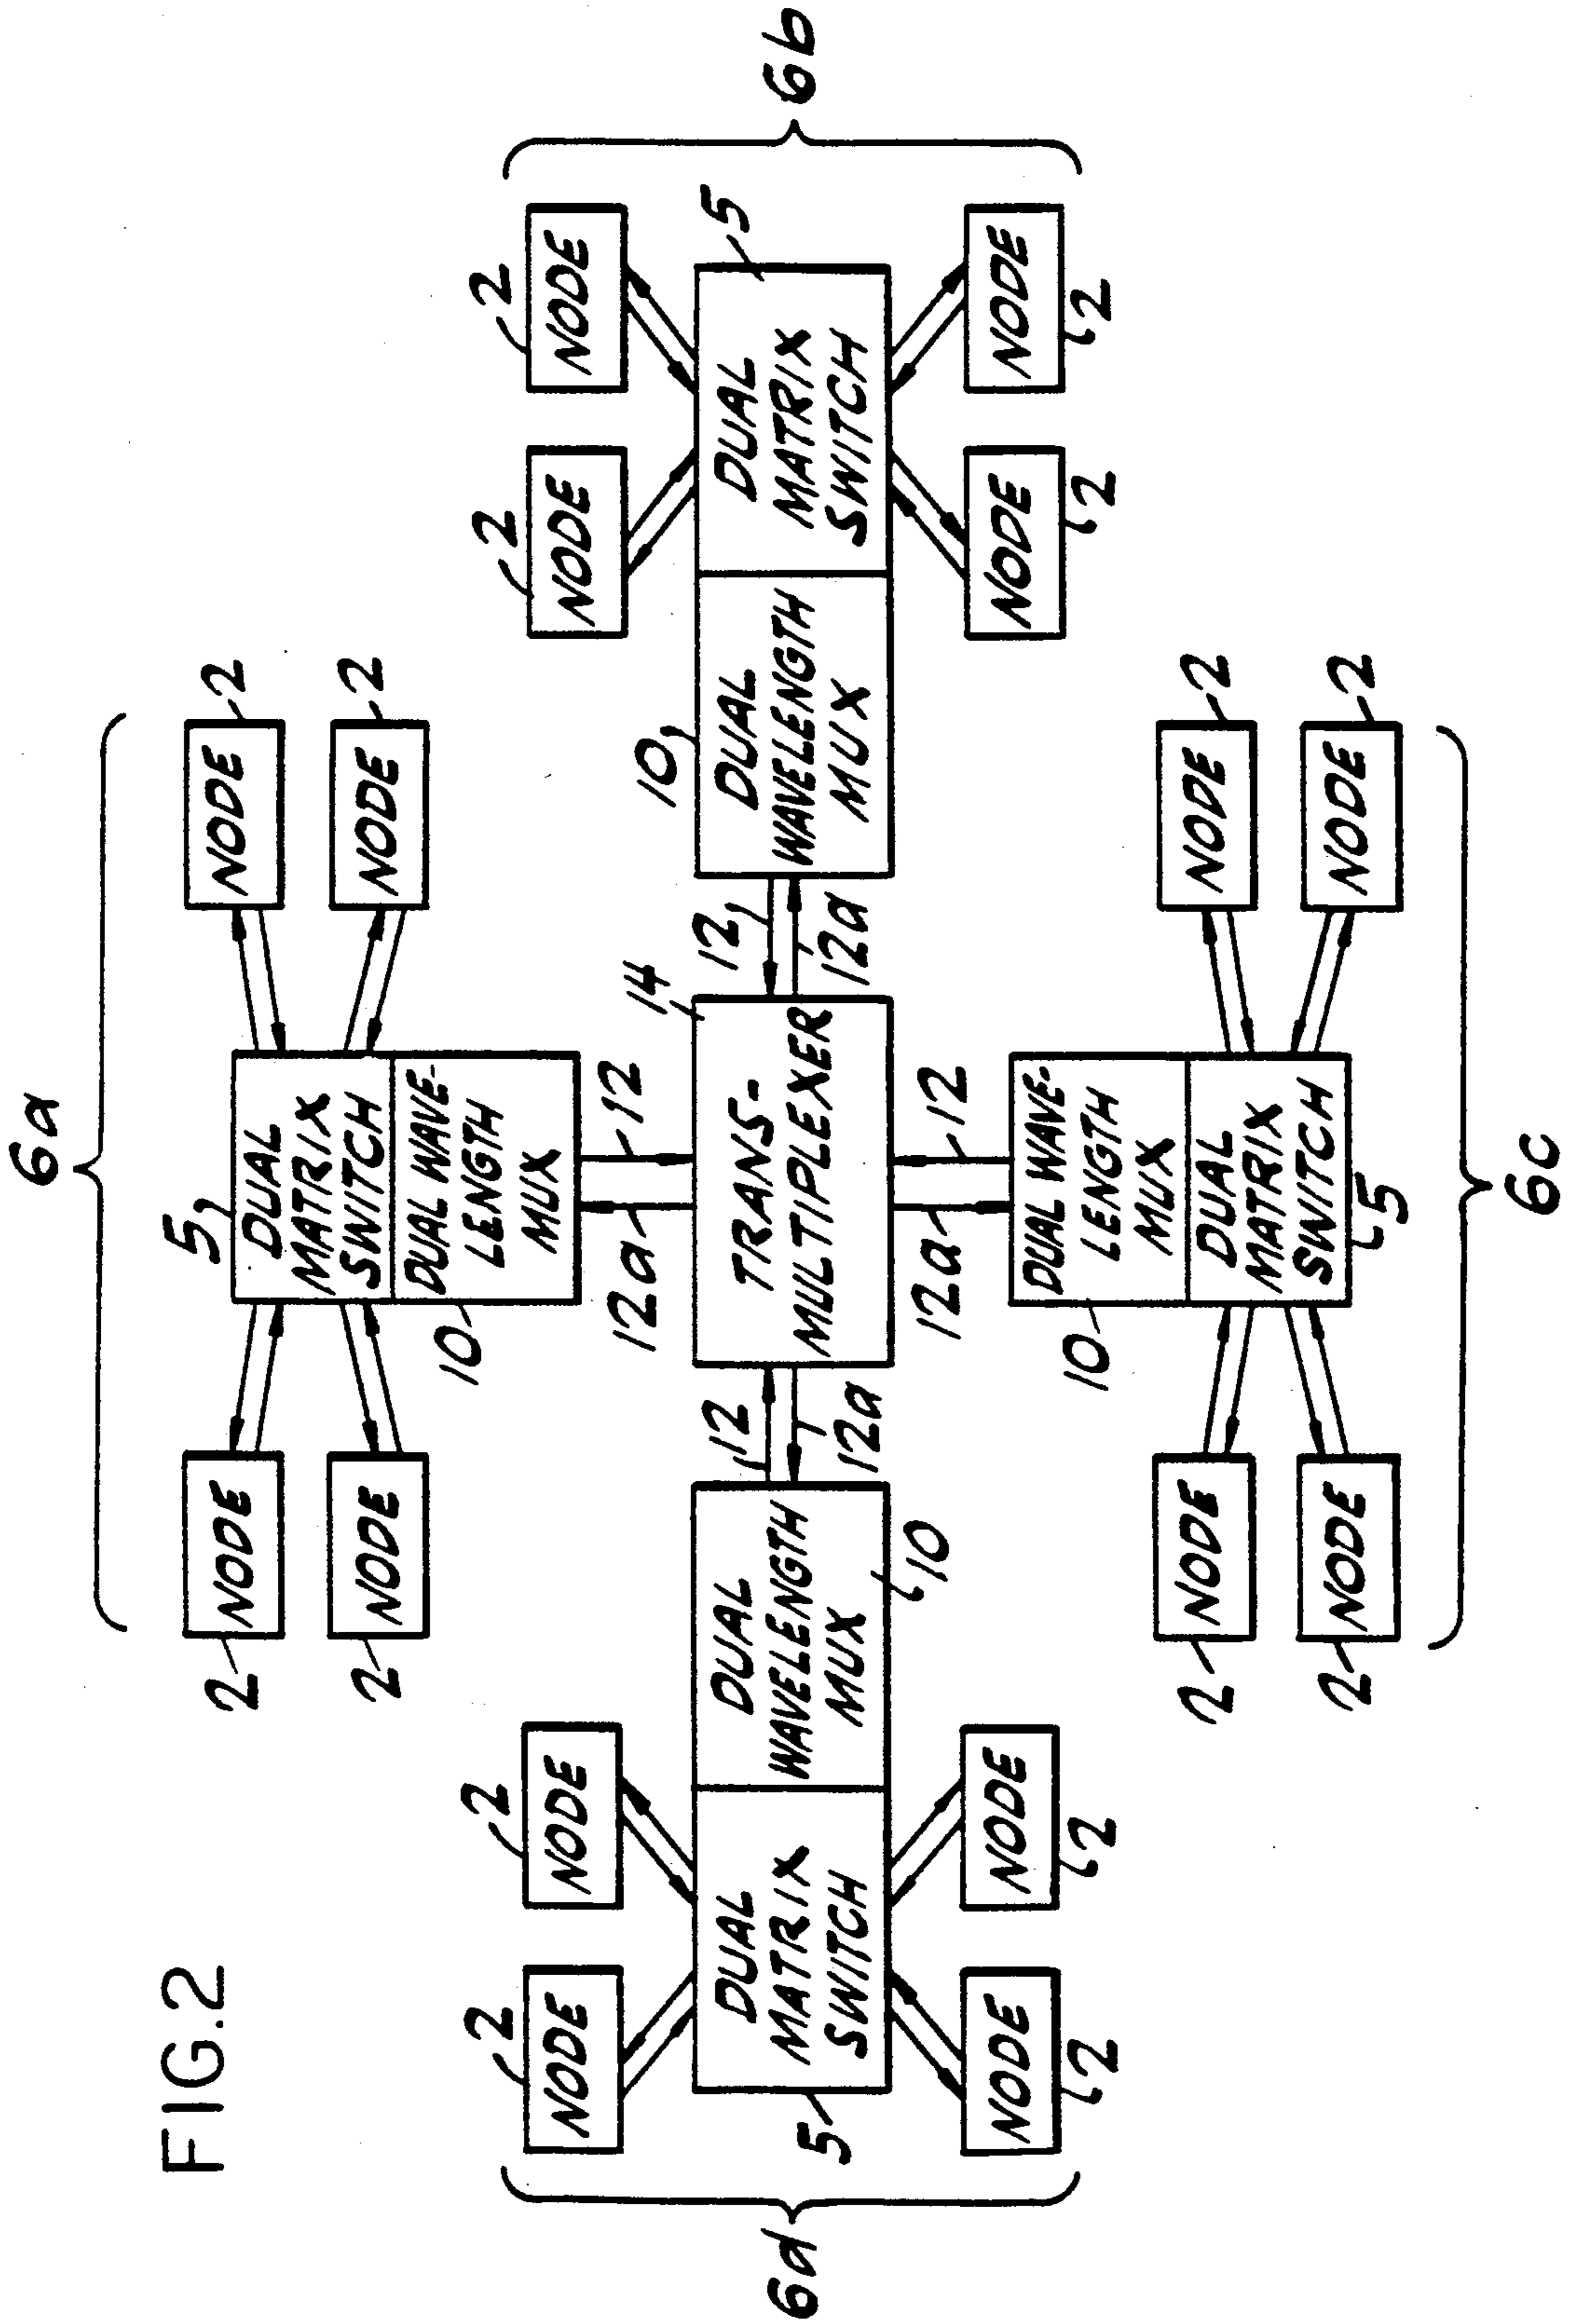 FIG.2
6a
2
NODE
2
NODE
NODE
2
NODE
2
5
DUAL
MATRIX
SWITCH
DUAL WAVE-
LENGTH
MUX
10
12a
12
6d
2
NODE
2
NODE
NODE
2
NODE
2
DUAL
MATRIX
SWITCH
5
DUAL
WAVELENGTH
MUX
10
12
12a
14
TRANS-
MULTIPLEXER
12
12a
10
DUAL
WAVELENGTH
MUX
DUAL
MATRIX
SWITCH
5
2
NODE
2
NODE
NODE
2
NODE
2
6b
12a
12
10
DUAL WAVE-
LENGTH
MUX
DUAL
MATRIX
SWITCH
5
2
NODE
2
NODE
NODE
2
NODE
2
6c